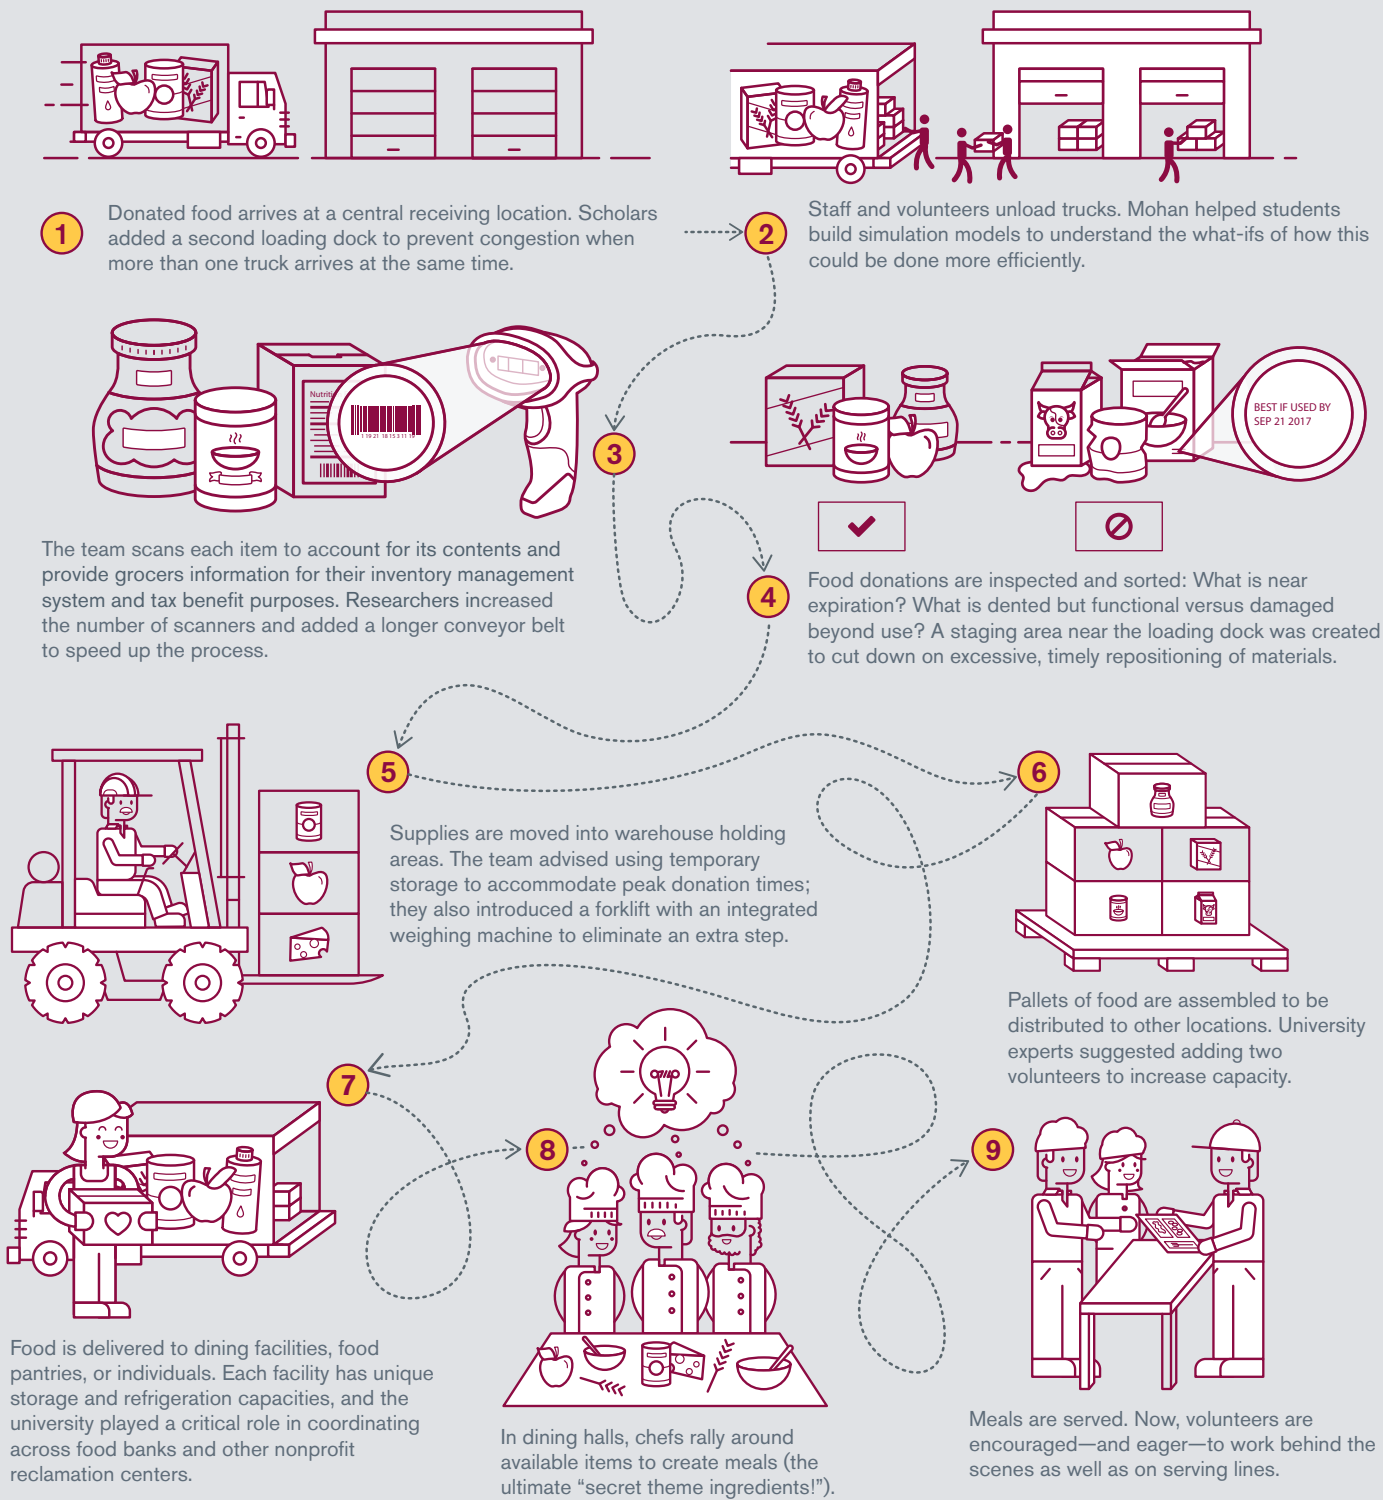 1
Donated food arrives at a central receiving location. Scholars
added a second loading dock to prevent congestion when
more than one truck arrives at the same time.
2
Staff and volunteers unload trucks. Mohan helped students
build simulation models to understand the what-ifs of how this
could be done more efficiently.
Nutriti
1 19 21 18 15 3 11 19
3
The team scans each item to account for its contents and
provide grocers information for their inventory management
system and tax benefit purposes. Researchers increased
the number of scanners and added a longer conveyor belt
to speed up the process.
BEST IF USED BY
SEP 21 2017
4
Food donations are inspected and sorted: What is near
expiration? What is dented but functional versus damaged
beyond use? A staging area near the loading dock was created
to cut down on excessive, timely repositioning of materials.
5
Supplies are moved into warehouse holding
areas. The team advised using temporary
storage to accommodate peak donation times;
they also introduced a forklift with an integrated
weighing machine to eliminate an extra step.
6
Pallets of food are assembled to be
distributed to other locations. University
experts suggested adding two
volunteers to increase capacity.
7
Food is delivered to dining facilities, food
pantries, or individuals. Each facility has unique
storage and refrigeration capacities, and the
university played a critical role in coordinating
across food banks and other nonprofit
reclamation centers.
8
In dining halls, chefs rally around
available items to create meals (the
ultimate “secret theme ingredients!”).
9
Meals are served. Now, volunteers are
encouraged—and eager—to work behind the
scenes as well as on serving lines.